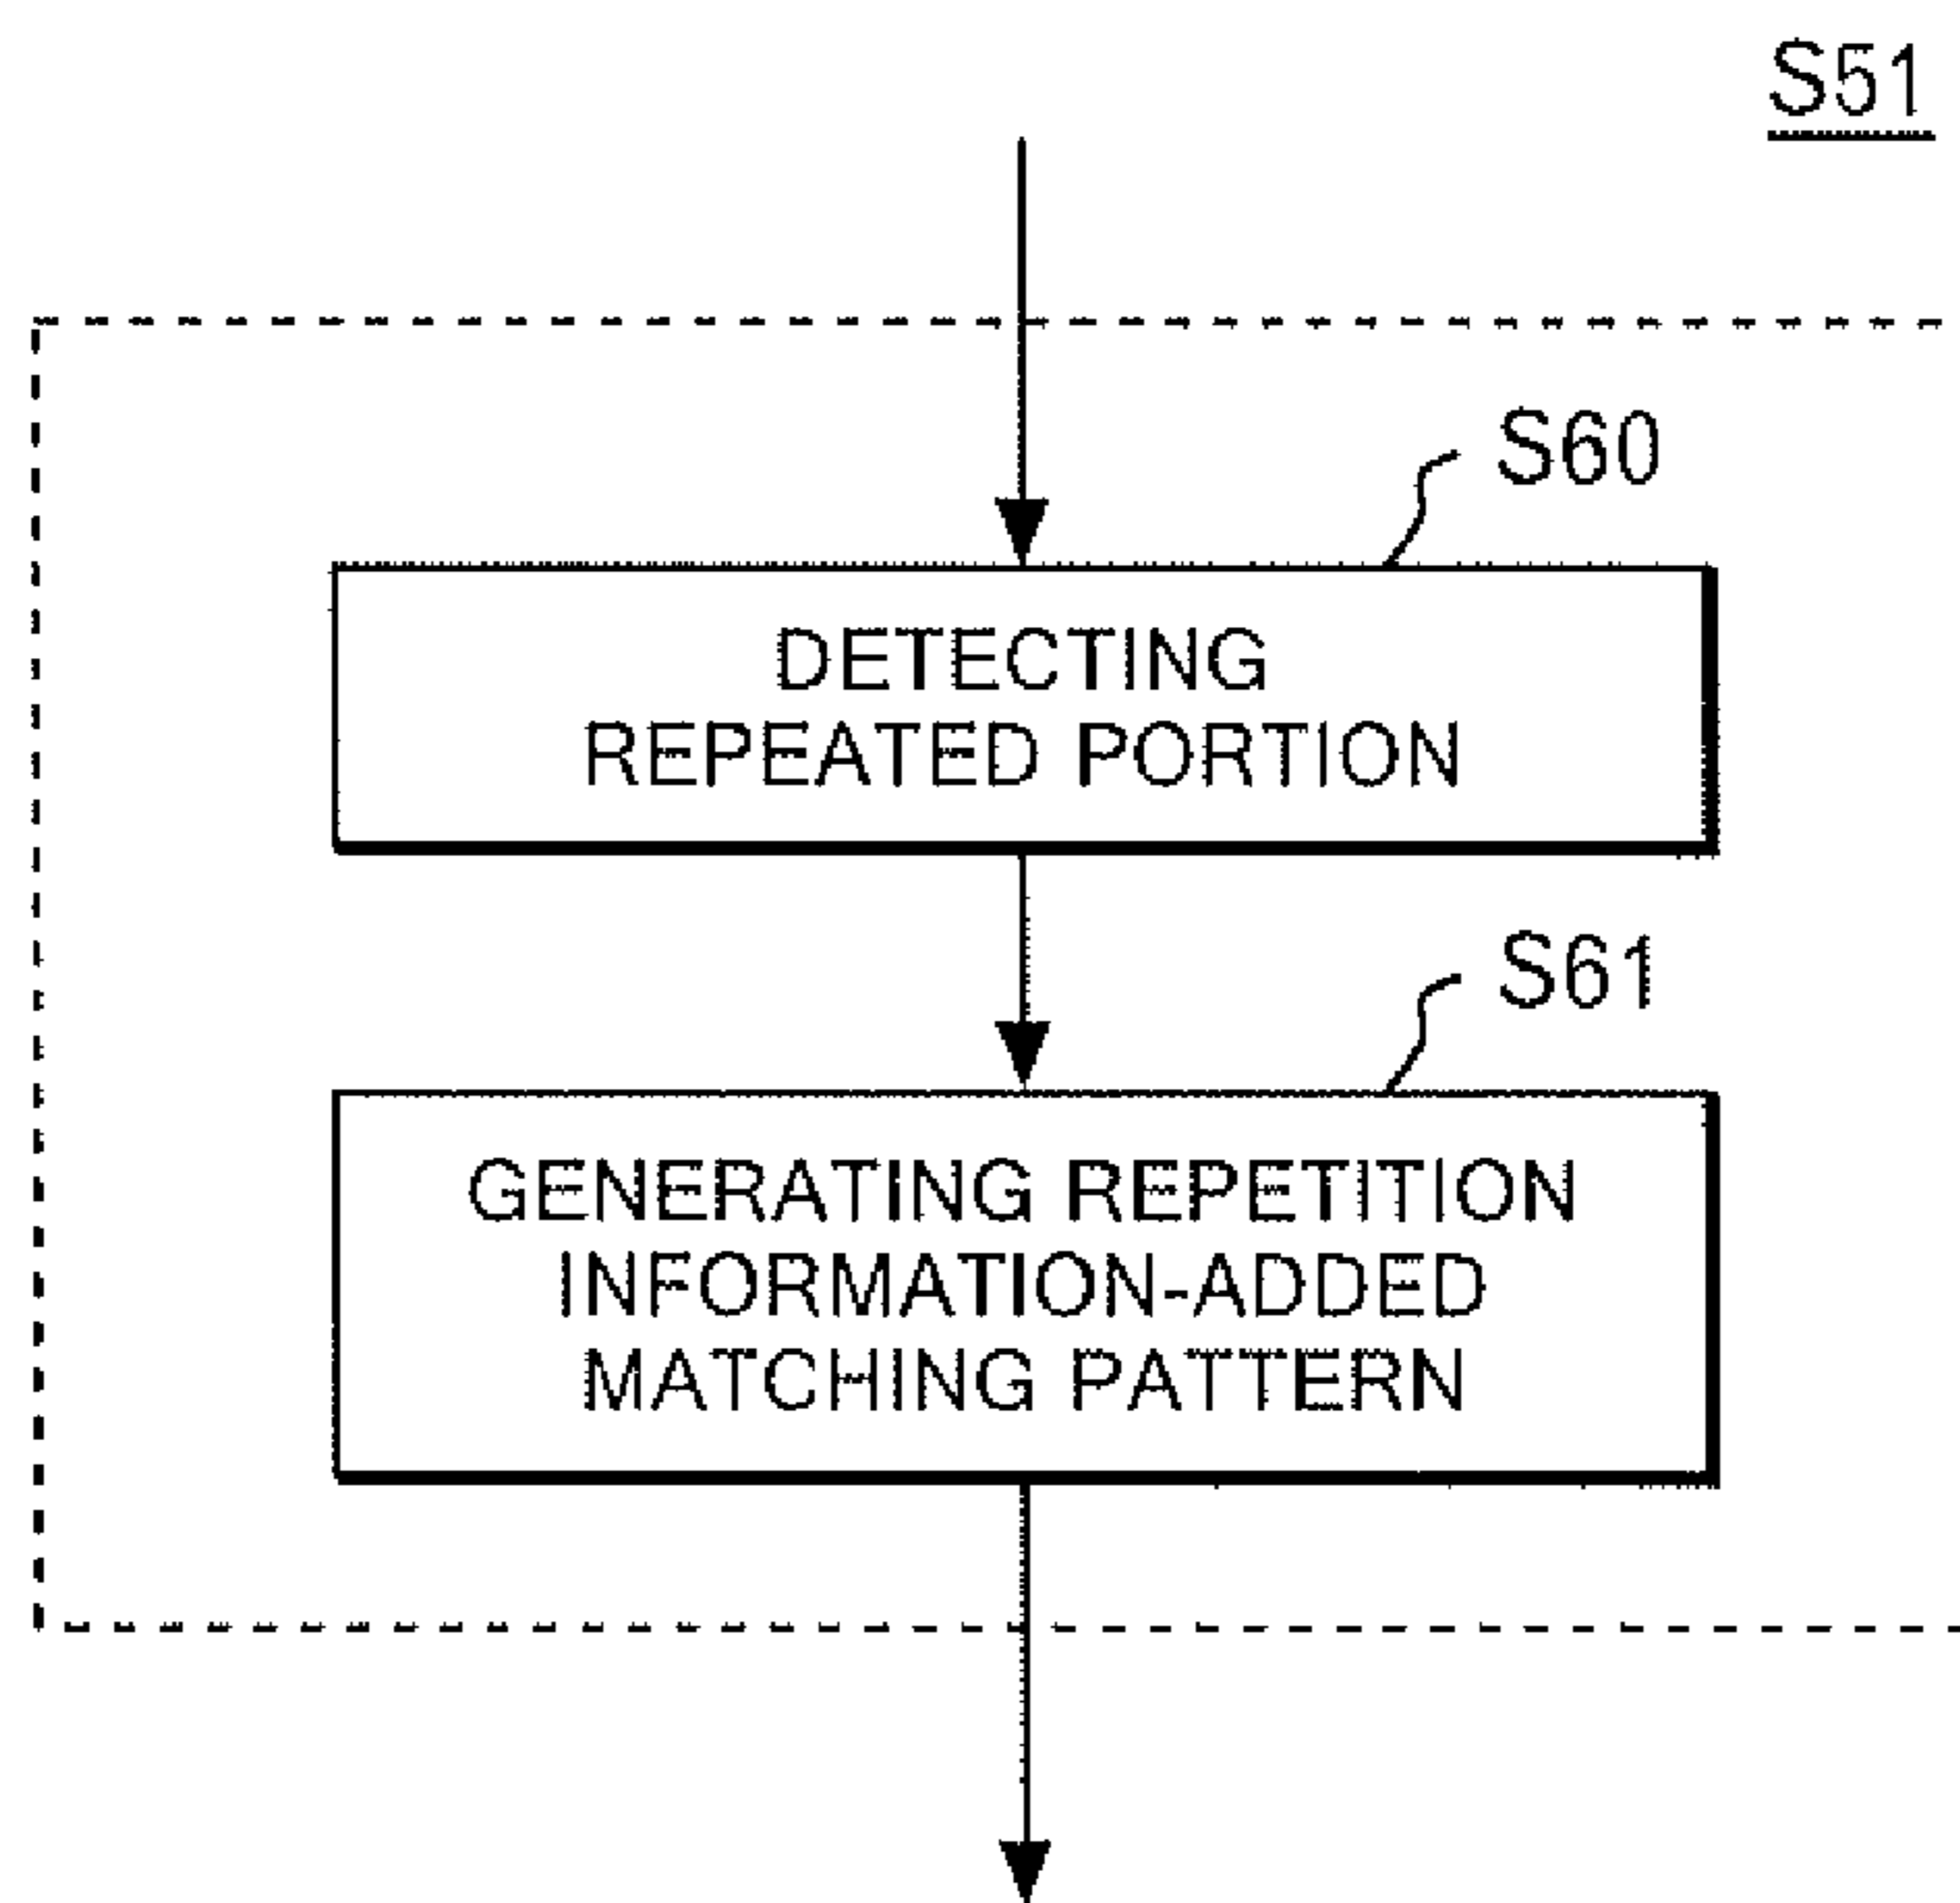 S51
S60
DETECTING
REPEATED PORTION
S61
GENERATING REPETITION
INFORMATION-ADDED
MATCHING PATTERN